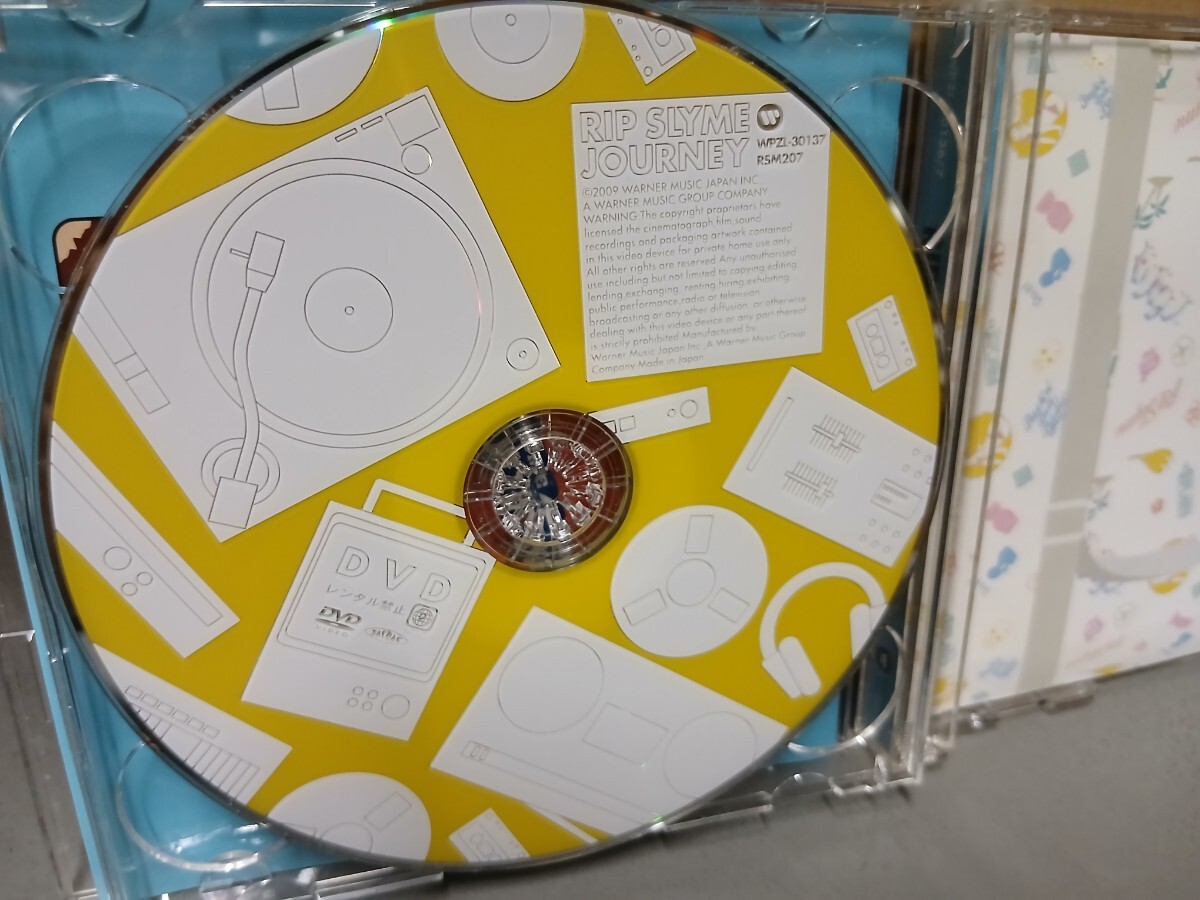 RIP SLYME
JOURNEY
WPZL-30137
RSM207
©2009 WARNER MUSIC JAPAN INC
A WARNER MUSIC GROUP COMPANY
WARNING The copyright proprietors have
licensed the cinematograph film, sound
recordings and packaging artwork contained
in this video device for private home use only
All other rights are reserved Any unauthorised
use, including but not limited to copying, editing,
lending, exchanging, renting, hiring, exhibiting,
public performance, radio or television
broadcasting or any other diffusion, or otherwise
dealing with this video device or any part thereof
is strictly prohibited Manufactured by
Warner Music Japan Inc., A Warner Music Group
Company Made in Japan
DVD
レンタル禁止
2
DVD
VIDEO